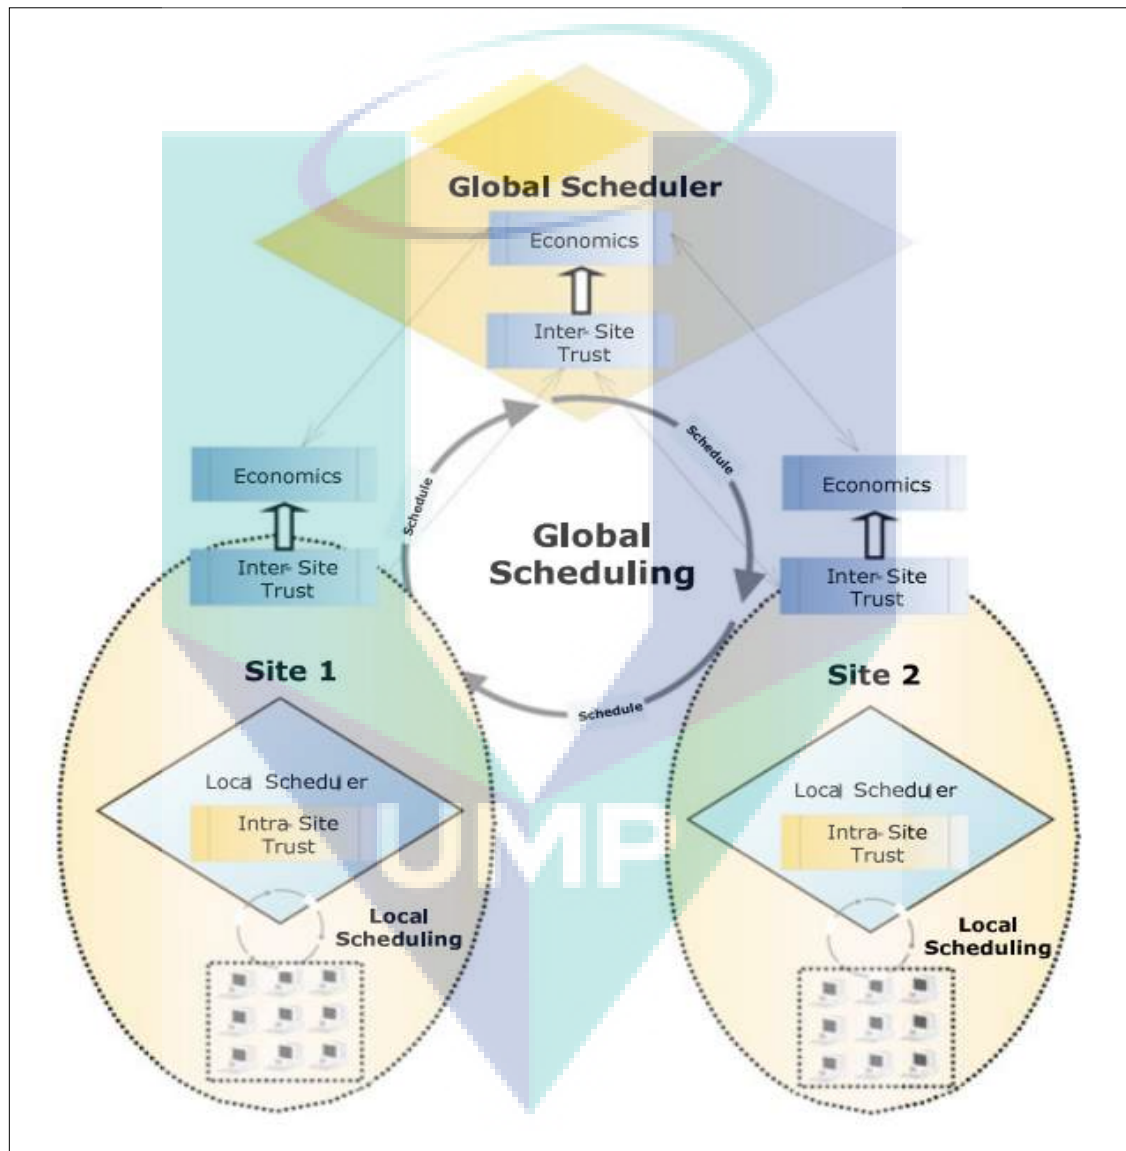 Global Scheduler
Economics
Inter-Site
Trust
Schedule
Schedule
Economics
Economics
Global
Scheduling
Inter-Site
Trust
Inter-Site
Trust
Site 1
Site 2
Schedule
Local Scheduler
Intra-Site
Trust
Local Scheduler
Intra-Site
Trust
UMP
Local
Scheduling
Local
Scheduling